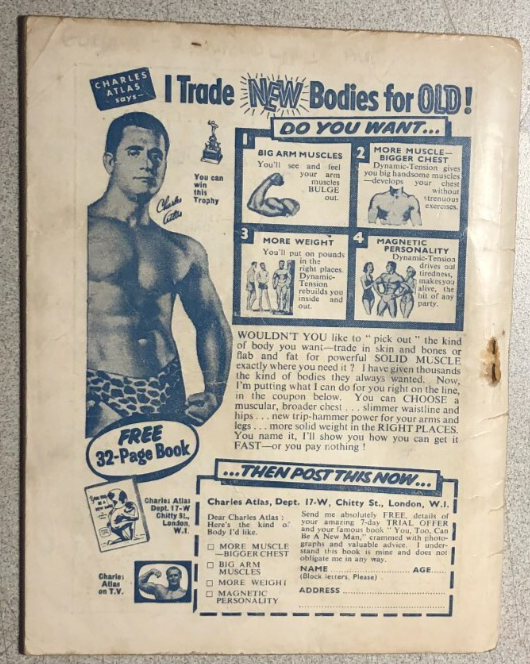 CHARLES
ATLAS
says—
I Trade NEW Bodies for OLD!
You can
win
this
Trophy
Charles
Atlas
DO YOU WANT...
1
BIG ARM MUSCLES
You'll see and feel
your arm
muscles
BULGE
out.
2
MORE MUSCLE—
BIGGER CHEST
Dynamic-Tension gives
you big handsome muscles
—develops your chest
without
strenuous
exercises.
3
MORE WEIGHT
You'll put on pounds
in the
right places.
Dynamic-
Tension
rebuilds you
inside and
out.
4
MAGNETIC
PERSONALITY
Dynamic-Tension
drives out
tiredness,
makes you
alive, the
hit of any
party.
WOULDN'T YOU like to " pick out " the kind
of body you want—trade in skin and bones or
flab and fat for powerful SOLID MUSCLE
exactly where you need it ? I have given thousands
the kind of bodies they always wanted. Now,
I'm putting what I can do for you right on the line,
in the coupon below. You can CHOOSE a
muscular, broader chest . . . slimmer waistline and
hips . . . new trip-hammer power for your arms and
legs . . . more solid weight in the RIGHT PLACES.
You name it, I'll show you how you can get it
FAST—or you pay nothing !
FREE
32-Page Book
Charles Atlas
Dept. 17-W
Chitty St.,
London,
W.1.
Charles
Atlas
on T.V.
...THEN POST THIS NOW...
Charles Atlas, Dept. 17-W, Chitty St., London, W.1.
Dear Charles Atlas :
Here's the kind o'
Body I'd like.
□ MORE MUSCLE
—BIGGER CHEST
□ BIG ARM
MUSCLES
□ MORE WEIGHT
□ MAGNETIC
PERSONALITY
Send me absolutely FREE, details of
your amazing 7-day TRIAL OFFER
and your famous book " You, Too, Can
Be A New Man," crammed with photo-
graphs and valuable advice. I under-
stand this book is mine and does not
obligate me in any way.
NAME ........................ AGE....
(Block letters, Please)
ADDRESS ........................